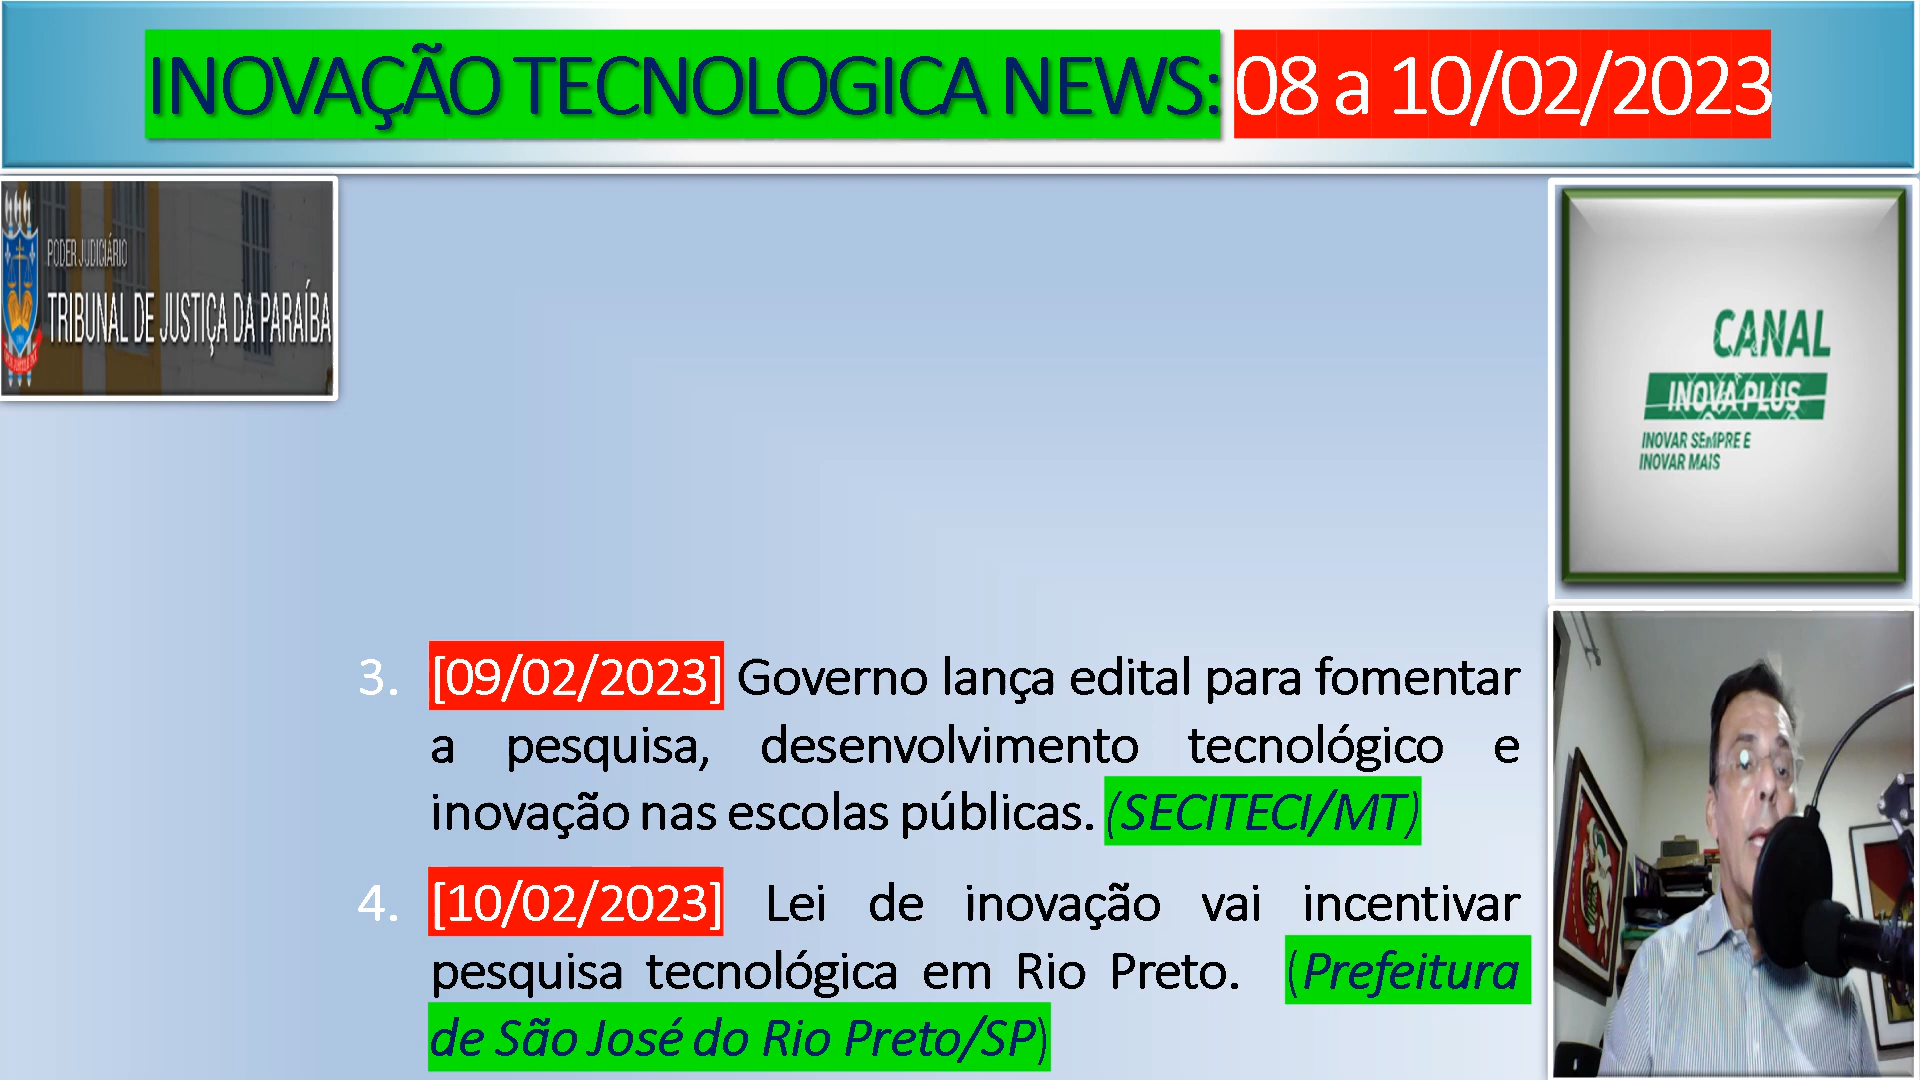 INOVAÇÃO TECNOLOGICA NEWS: 08 a 10/02/2023
PODER JUDICIÁRIO
TRIBUNAL DE JUSTIÇA DA PARAÍBA
CANAL
INOVA PLUS
INOVAR SEMPRE E
INOVAR MAIS
3. [09/02/2023] Governo lança edital para fomentar
a pesquisa, desenvolvimento tecnológico e
inovação nas escolas públicas. (SECITECI/MT)
4. [10/02/2023] Lei de inovação vai incentivar
pesquisa tecnológica em Rio Preto. (Prefeitura
de São José do Rio Preto/SP)